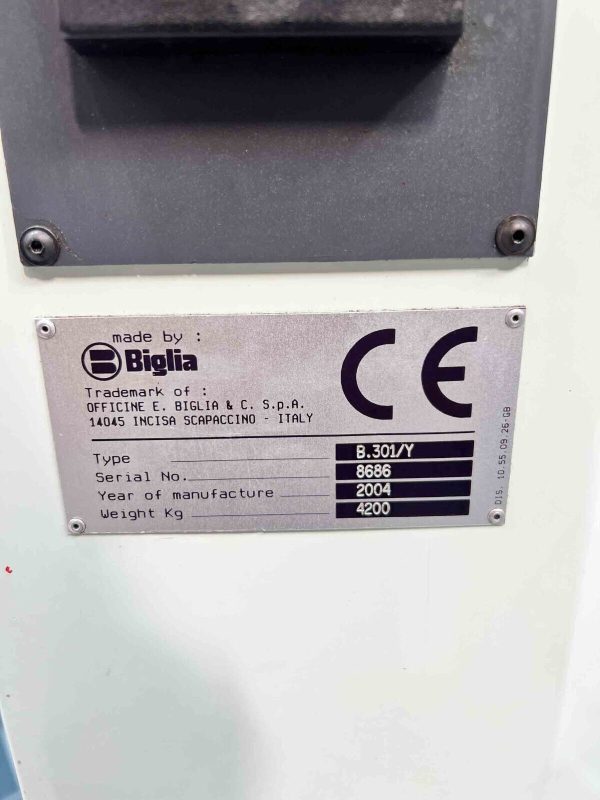 made by :
Biglia
CE
Trademark of :
OFFICINE E. BIGLIA & C. S.p.A.
14045 INCISA SCAPACCINO - ITALY
Type B.301/Y
Serial No. 8686
Year of manufacture 2004
Weight Kg 4200
DIS. 10.55.09.26-GB